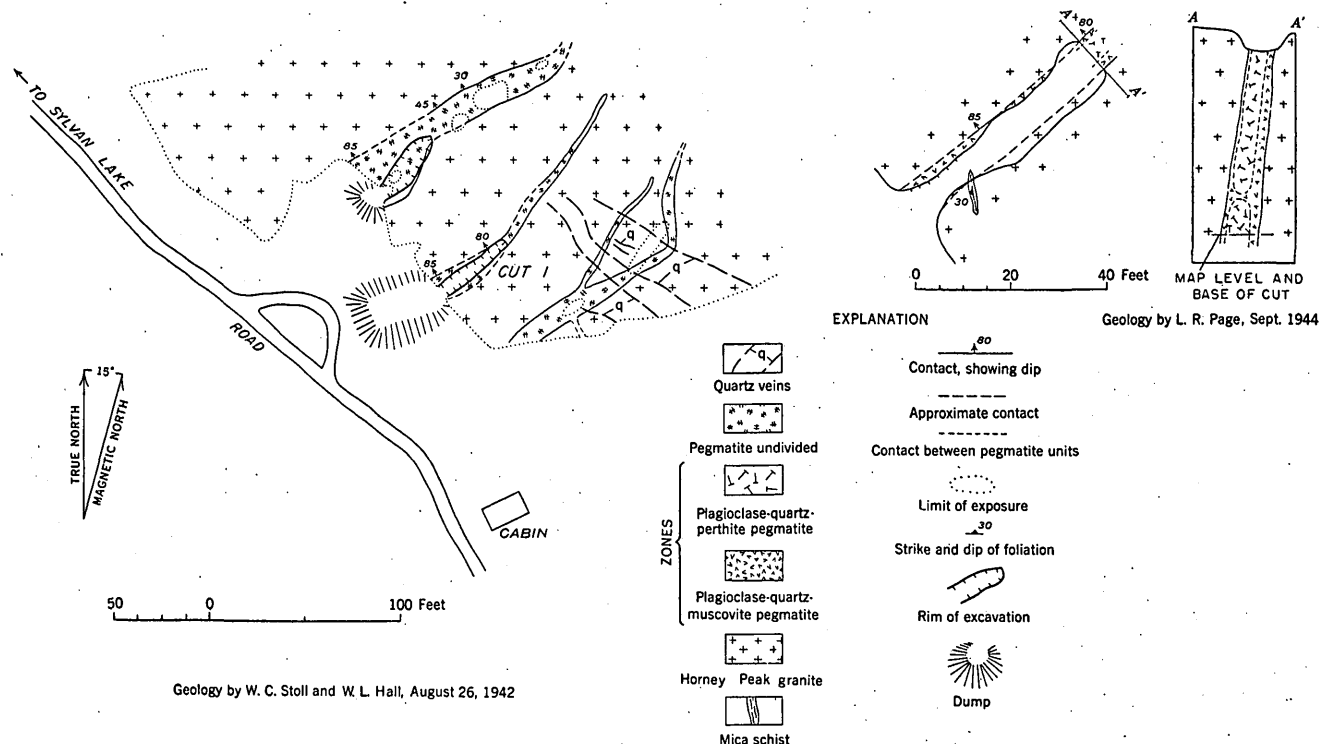 TO SYLVAN LAKE
ROAD
85
45
30
85
80
CUT 1
q
q
q
TRUE NORTH
MAGNETIC NORTH
15°
CABIN
50 0 100 Feet
Geology by W. C. Stoll and W. L. Hall, August 26, 1942
A
80
A'
85
30
0 20 40 Feet
A A'
MAP LEVEL AND
BASE OF CUT
Geology by L. R. Page, Sept. 1944
EXPLANATION
q
Quartz veins
Pegmatite undivided
ZONES
Plagioclase-quartz-
perthite pegmatite
Plagioclase-quartz-
muscovite pegmatite
Horney Peak granite
Mica schist
80
Contact, showing dip
Approximate contact
Contact between pegmatite units
Limit of exposure
30
Strike and dip of foliation
Rim of excavation
Dump